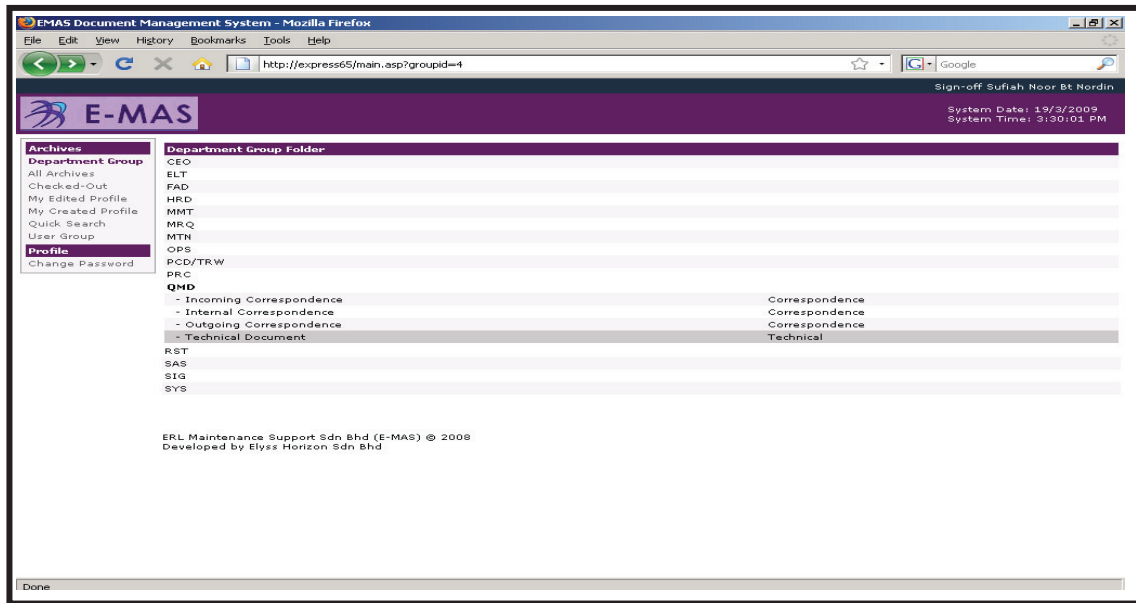 EMAS Document Management System - Mozilla Firefox
File Edit View History Bookmarks Tools Help
http://express65/main.asp?groupid=4
G Google
Sign-off Sufiah Noor Bt Nordin
E-MAS
System Date: 19/3/2009
System Time: 3:30:01 PM
Archives
Department Group
All Archives
Checked-Out
My Edited Profile
My Created Profile
Quick Search
User Group
Profile
Change Password
Department Group Folder
CEO
ELT
FAD
HRD
MMT
MRQ
MTN
OPS
PCD/TRW
PRC
QMD
- Incoming Correspondence Correspondence
- Internal Correspondence Correspondence
- Outgoing Correspondence Correspondence
- Technical Document Technical
RST
SAS
SIG
SYS
ERL Maintenance Support Sdn Bhd (E-MAS) © 2008
Developed by Elyss Horizon Sdn Bhd
Done